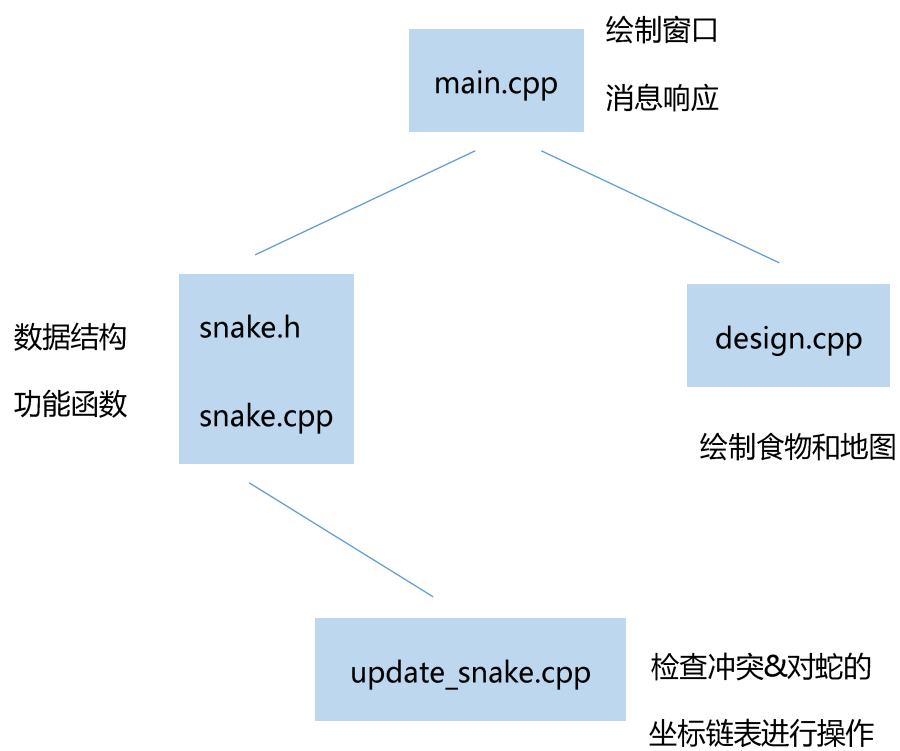 绘制窗口
main.cpp
消息响应
snake.h
数据结构
design.cpp
功能函数
snake.cpp
绘制食物和地图
update_snake.cpp
检查冲突&对蛇的
坐标链表进行操作